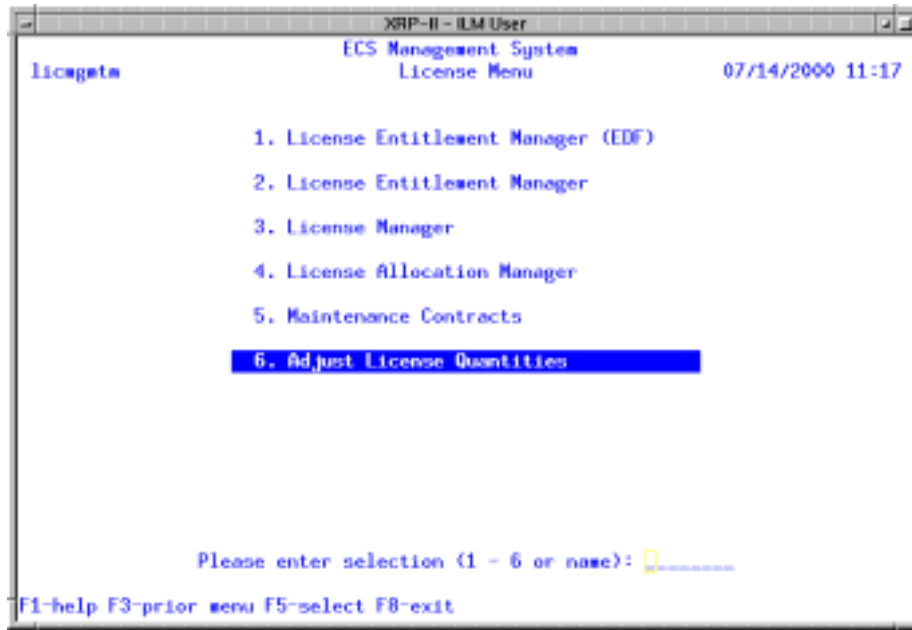 XRP-II - ILM User
ECS Management System
licmgmtm License Menu 07/14/2000 11:17
1. License Entitlement Manager (EDF)
2. License Entitlement Manager
3. License Manager
4. License Allocation Manager
5. Maintenance Contracts
6. Adjust License Quantities
Please enter selection (1 - 6 or name):
F1-help F3-prior menu F5-select F8-exit